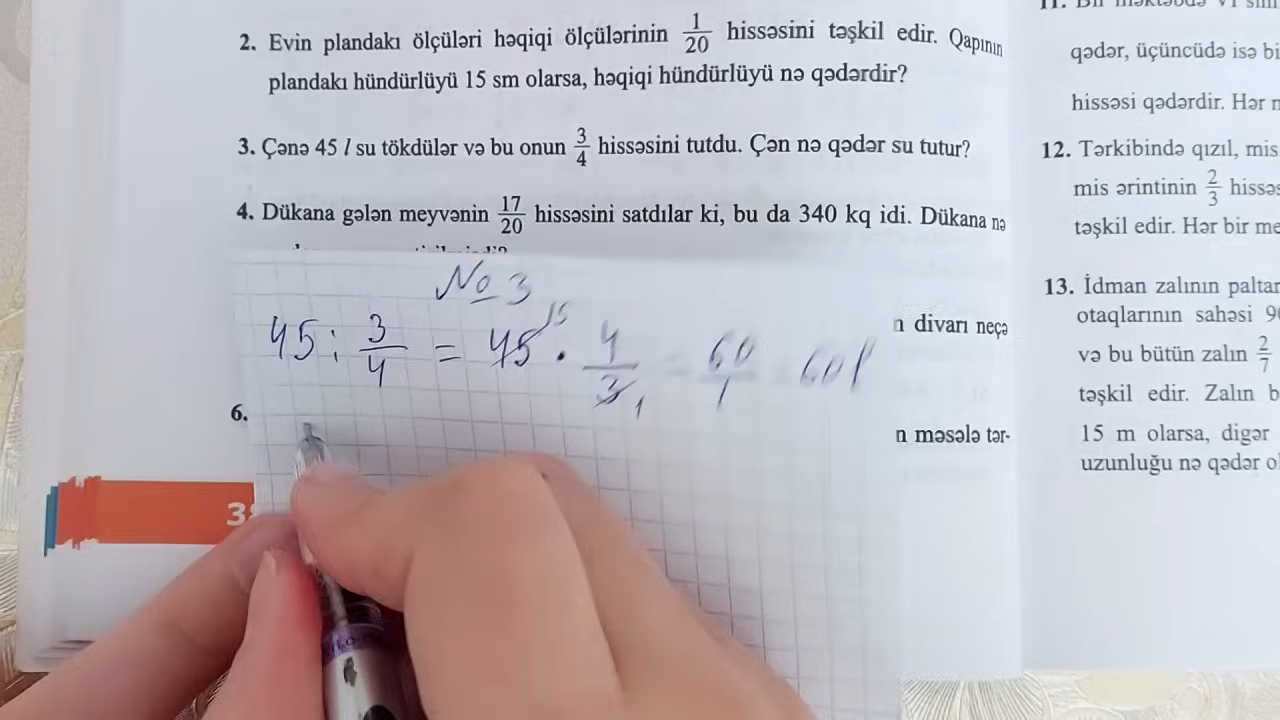 2. Evin plandakı ölçüləri həqiqi ölçülərinin 1/20 hissəsini təşkil edir. Qapının
plandakı hündürlüyü 15 sm olarsa, həqiqi hündürlüyü nə qədərdir?
3. Çənə 45 l su tökdülər və bu onun 3/4 hissəsini tutdu. Çən nə qədər su tutur?
4. Dükana gələn meyvənin 17/20 hissəsini satdılar ki, bu da 340 kq idi. Dükana nə
№ 3
45 : 3/4 = 45 15 · 4/3 1 = 60/1 = 60 l
n divarı neçə
6.
n məsələ tər-
qədər, üçüncüdə isə bi
hissəsi qədərdir. Hər
12. Tərkibində qızıl, mis
mis ərintinin 2/3 hissəs
təşkil edir. Hər bir me
13. İdman zalının paltar
otaqlarının sahəsi 9
və bu bütün zalın 2/7
təşkil edir. Zalın b
15 m olarsa, digər
uzunluğu nə qədər o